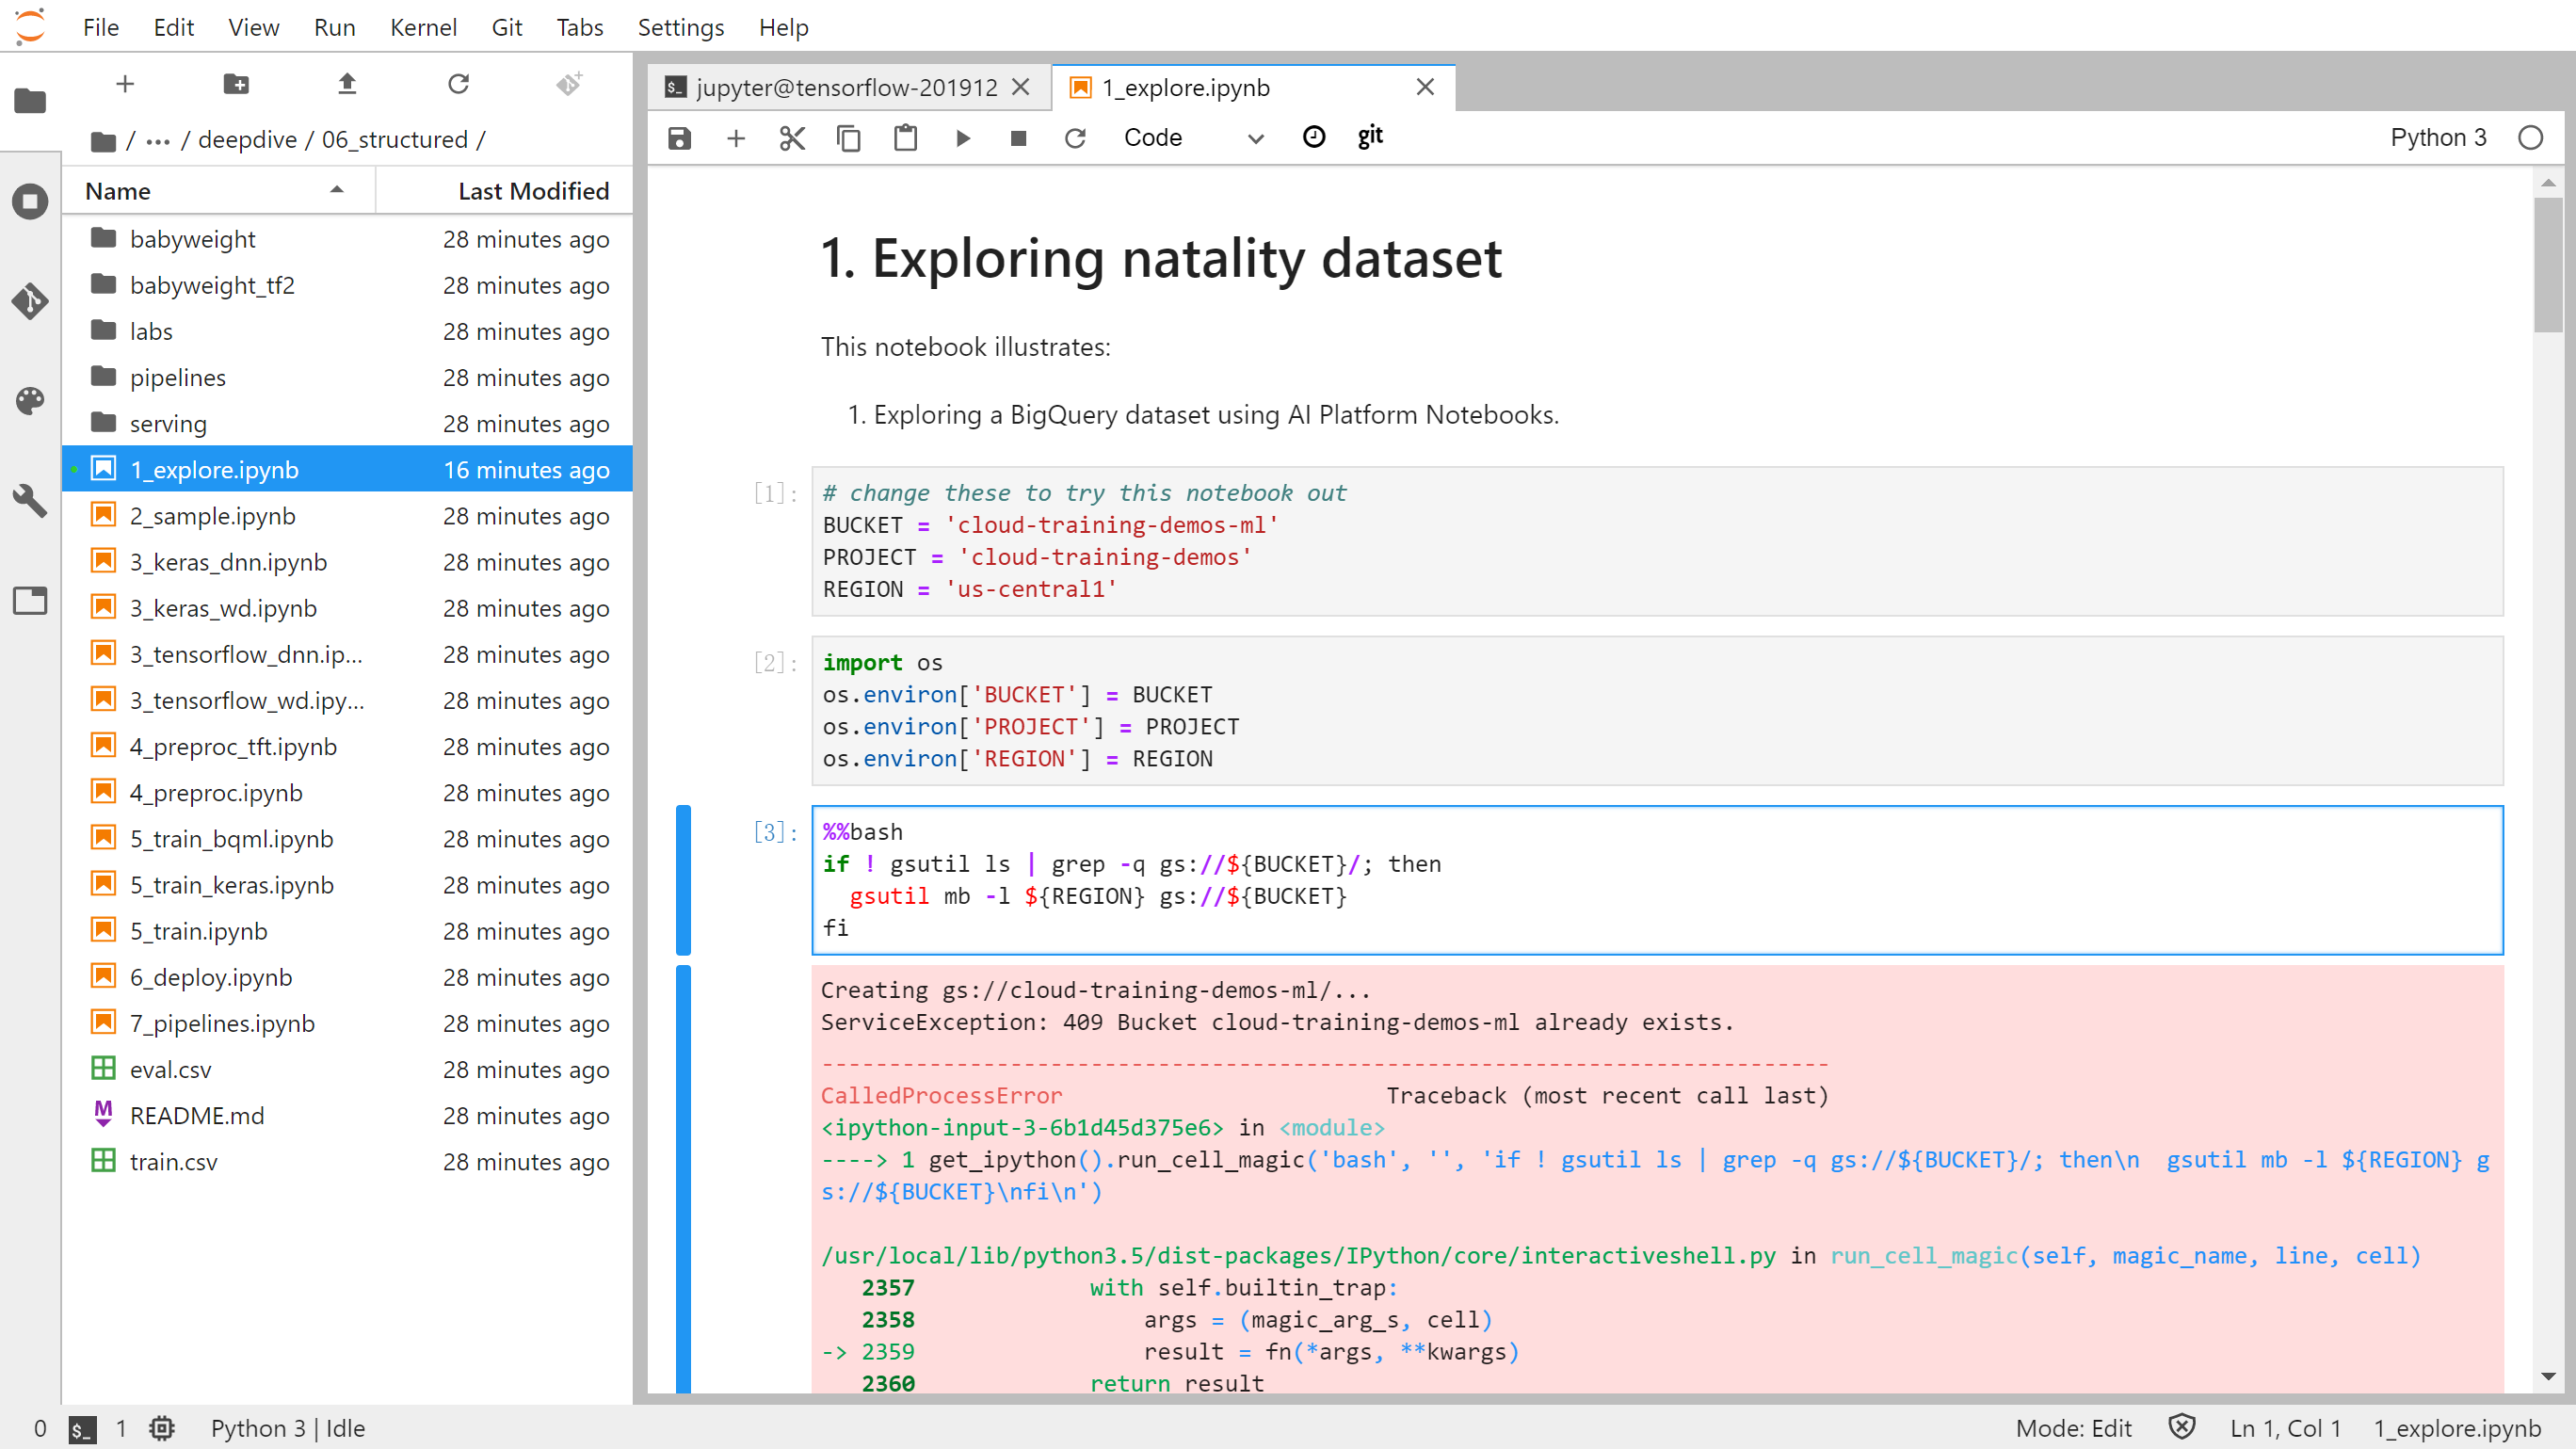 File Edit View Run Kernel Git Tabs Settings Help
/ ··· / deepdive / 06_structured /
Name Last Modified
babyweight 28 minutes ago
babyweight_tf2 28 minutes ago
labs 28 minutes ago
pipelines 28 minutes ago
serving 28 minutes ago
1_explore.ipynb 16 minutes ago
2_sample.ipynb 28 minutes ago
3_keras_dnn.ipynb 28 minutes ago
3_keras_wd.ipynb 28 minutes ago
3_tensorflow_dnn.ip... 28 minutes ago
3_tensorflow_wd.ipy... 28 minutes ago
4_preproc_tft.ipynb 28 minutes ago
4_preproc.ipynb 28 minutes ago
5_train_bqml.ipynb 28 minutes ago
5_train_keras.ipynb 28 minutes ago
5_train.ipynb 28 minutes ago
6_deploy.ipynb 28 minutes ago
7_pipelines.ipynb 28 minutes ago
eval.csv 28 minutes ago
README.md 28 minutes ago
train.csv 28 minutes ago
jupyter@tensorflow-201912 1_explore.ipynb
Code git Python 3
1. Exploring natality dataset
This notebook illustrates:
1. Exploring a BigQuery dataset using AI Platform Notebooks.
[1]: # change these to try this notebook out
BUCKET = 'cloud-training-demos-ml'
PROJECT = 'cloud-training-demos'
REGION = 'us-central1'
[2]: import os
os.environ['BUCKET'] = BUCKET
os.environ['PROJECT'] = PROJECT
os.environ['REGION'] = REGION
[3]: %%bash
if ! gsutil ls | grep -q gs://${BUCKET}/; then
  gsutil mb -l ${REGION} gs://${BUCKET}
fi
Creating gs://cloud-training-demos-ml/...
ServiceException: 409 Bucket cloud-training-demos-ml already exists.
---------------------------------------------------------------------------
CalledProcessError                        Traceback (most recent call last)
<ipython-input-3-6b1d45d375e6> in <module>
----> 1 get_ipython().run_cell_magic('bash', '', 'if ! gsutil ls | grep -q gs://${BUCKET}/; then\n  gsutil mb -l ${REGION} g
s://${BUCKET}\nfi\n')
/usr/local/lib/python3.5/dist-packages/IPython/core/interactiveshell.py in run_cell_magic(self, magic_name, line, cell)
   2357             with self.builtin_trap:
   2358                 args = (magic_arg_s, cell)
-> 2359                 result = fn(*args, **kwargs)
   2360             return result
0 $_ 1 Python 3 | Idle Mode: Edit Ln 1, Col 1 1_explore.ipynb